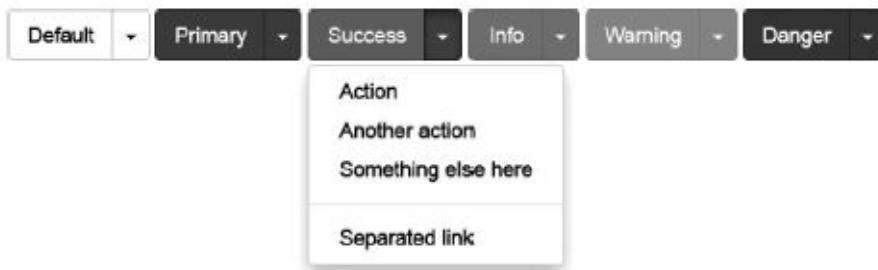 Default Primary Success Info Warning Danger
Action
Another action
Something else here
Separated link